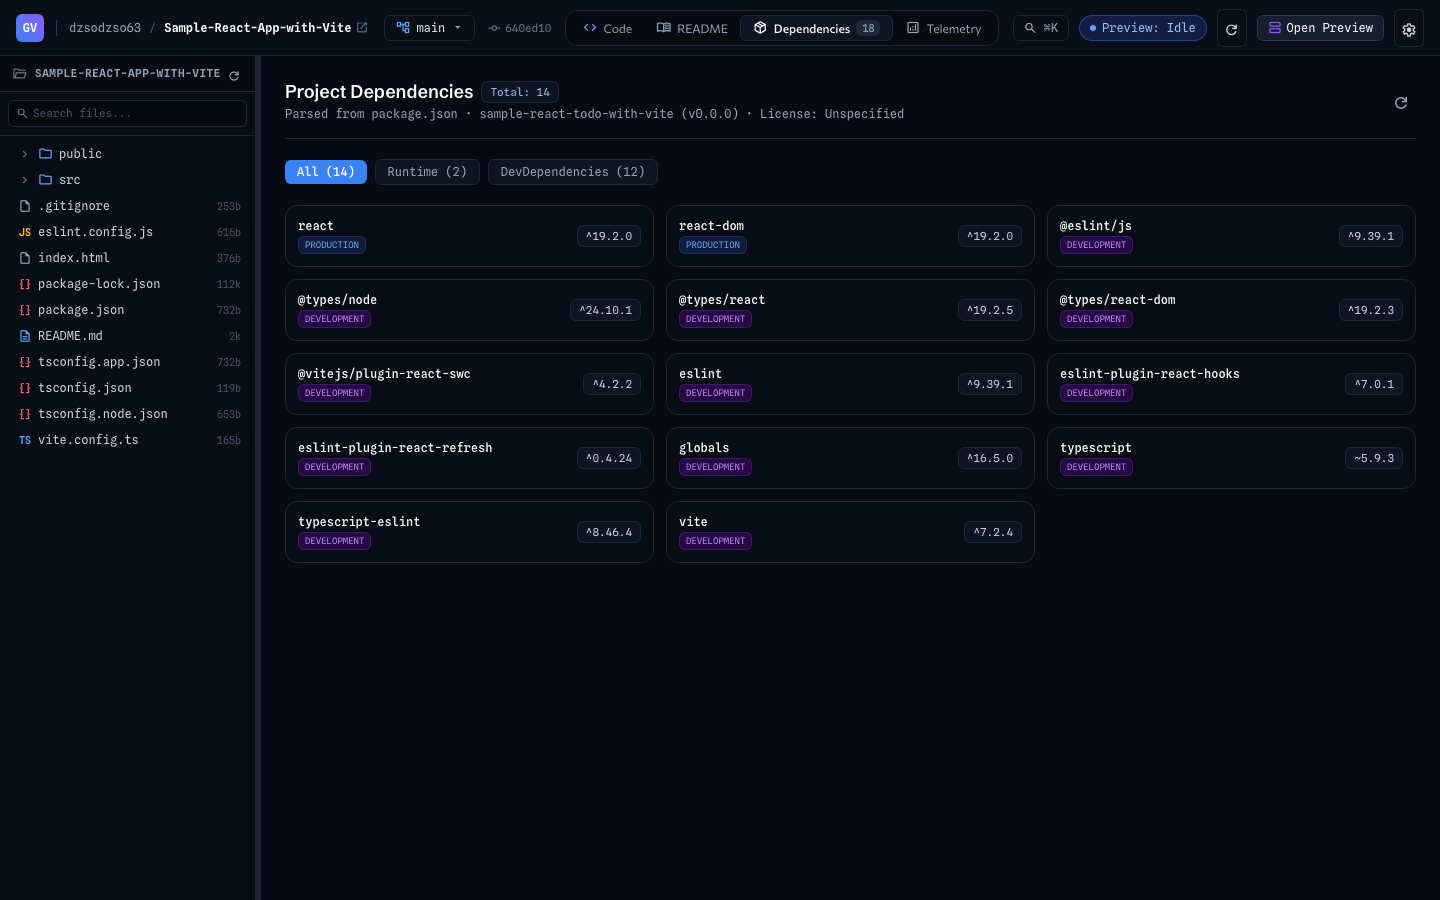 GV dzsodzso63 / Sample-React-App-with-Vite main 640ed10 Code README Dependencies 18 Telemetry ⌘K Preview: Idle Open Preview
SAMPLE-REACT-APP-WITH-VITE
Search files...
public
src
.gitignore 253b
JS eslint.config.js 616b
index.html 376b
{} package-lock.json 112k
{} package.json 732b
README.md 2k
{} tsconfig.app.json 732b
{} tsconfig.json 119b
{} tsconfig.node.json 653b
TS vite.config.ts 165b
Project Dependencies Total: 14
Parsed from package.json · sample-react-todo-with-vite (v0.0.0) · License: Unspecified
All (14) Runtime (2) DevDependencies (12)
react
PRODUCTION
^19.2.0
react-dom
PRODUCTION
^19.2.0
@eslint/js
DEVELOPMENT
^9.39.1
@types/node
DEVELOPMENT
^24.10.1
@types/react
DEVELOPMENT
^19.2.5
@types/react-dom
DEVELOPMENT
^19.2.3
@vitejs/plugin-react-swc
DEVELOPMENT
^4.2.2
eslint
DEVELOPMENT
^9.39.1
eslint-plugin-react-hooks
DEVELOPMENT
^7.0.1
eslint-plugin-react-refresh
DEVELOPMENT
^0.4.24
globals
DEVELOPMENT
^16.5.0
typescript
DEVELOPMENT
~5.9.3
typescript-eslint
DEVELOPMENT
^8.46.4
vite
DEVELOPMENT
^7.2.4